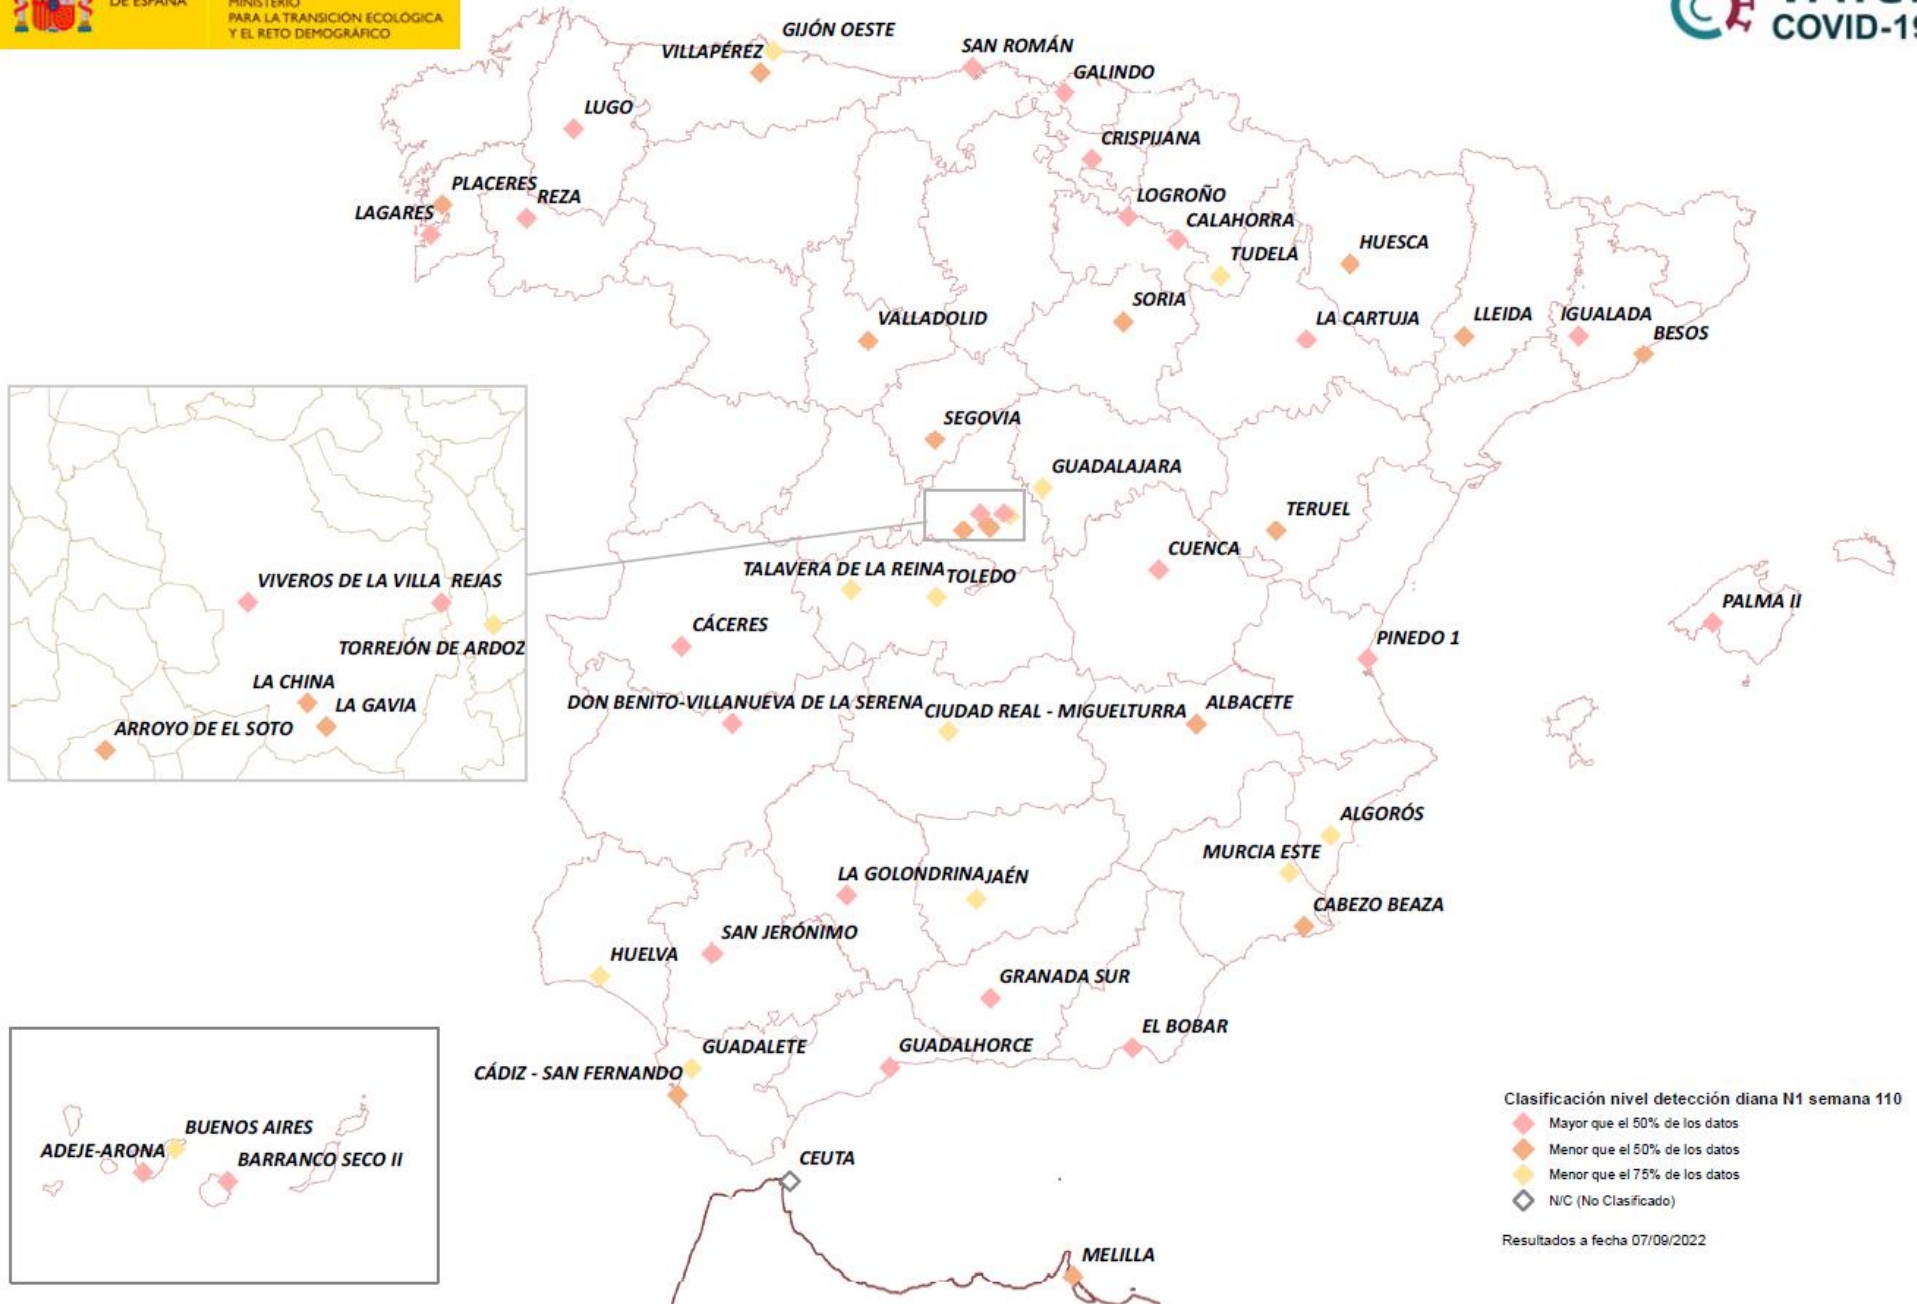 DE ESPAÑA
MINISTERIO
PARA LA TRANSICIÓN ECOLÓGICA
Y EL RETO DEMOGRÁFICO
COVID-19
GIJÓN OESTE
VILLAPÉREZ
SAN ROMÁN
GALINDO
LUGO
CRISPIJANA
PLACERES
REZA
LAGARES
LOGROÑO
CALAHORRA
TUDELA
HUESCA
SORIA
VALLADOLID
LA CARTUJA
LLEIDA
IGUALADA
BESOS
SEGOVIA
GUADALAJARA
TERUEL
CUENCA
TALAVERA DE LA REINA
TOLEDO
VIVEROS DE LA VILLA
REJAS
TORREJÓN DE ARDOZ
LA CHINA
LA GAVIA
ARROYO DE EL SOTO
PALMA II
CÁCERES
PINEDO 1
DON BENITO-VILLANUEVA DE LA SERENA
CIUDAD REAL - MIGUELTURRA
ALBACETE
ALGORÓS
MURCIA ESTE
LA GOLONDRINA
JAÉN
CABEZO BEAZA
SAN JERÓNIMO
HUELVA
GRANADA SUR
EL BOBAR
GUADALETE
GUADALHORCE
CÁDIZ - SAN FERNANDO
BUENOS AIRES
ADEJE-ARONA
BARRANCO SECO II
CEUTA
MELILLA
Clasificación nivel detección diana N1 semana 110
Mayor que el 50% de los datos
Menor que el 50% de los datos
Menor que el 75% de los datos
N/C (No Clasificado)
Resultados a fecha 07/09/2022